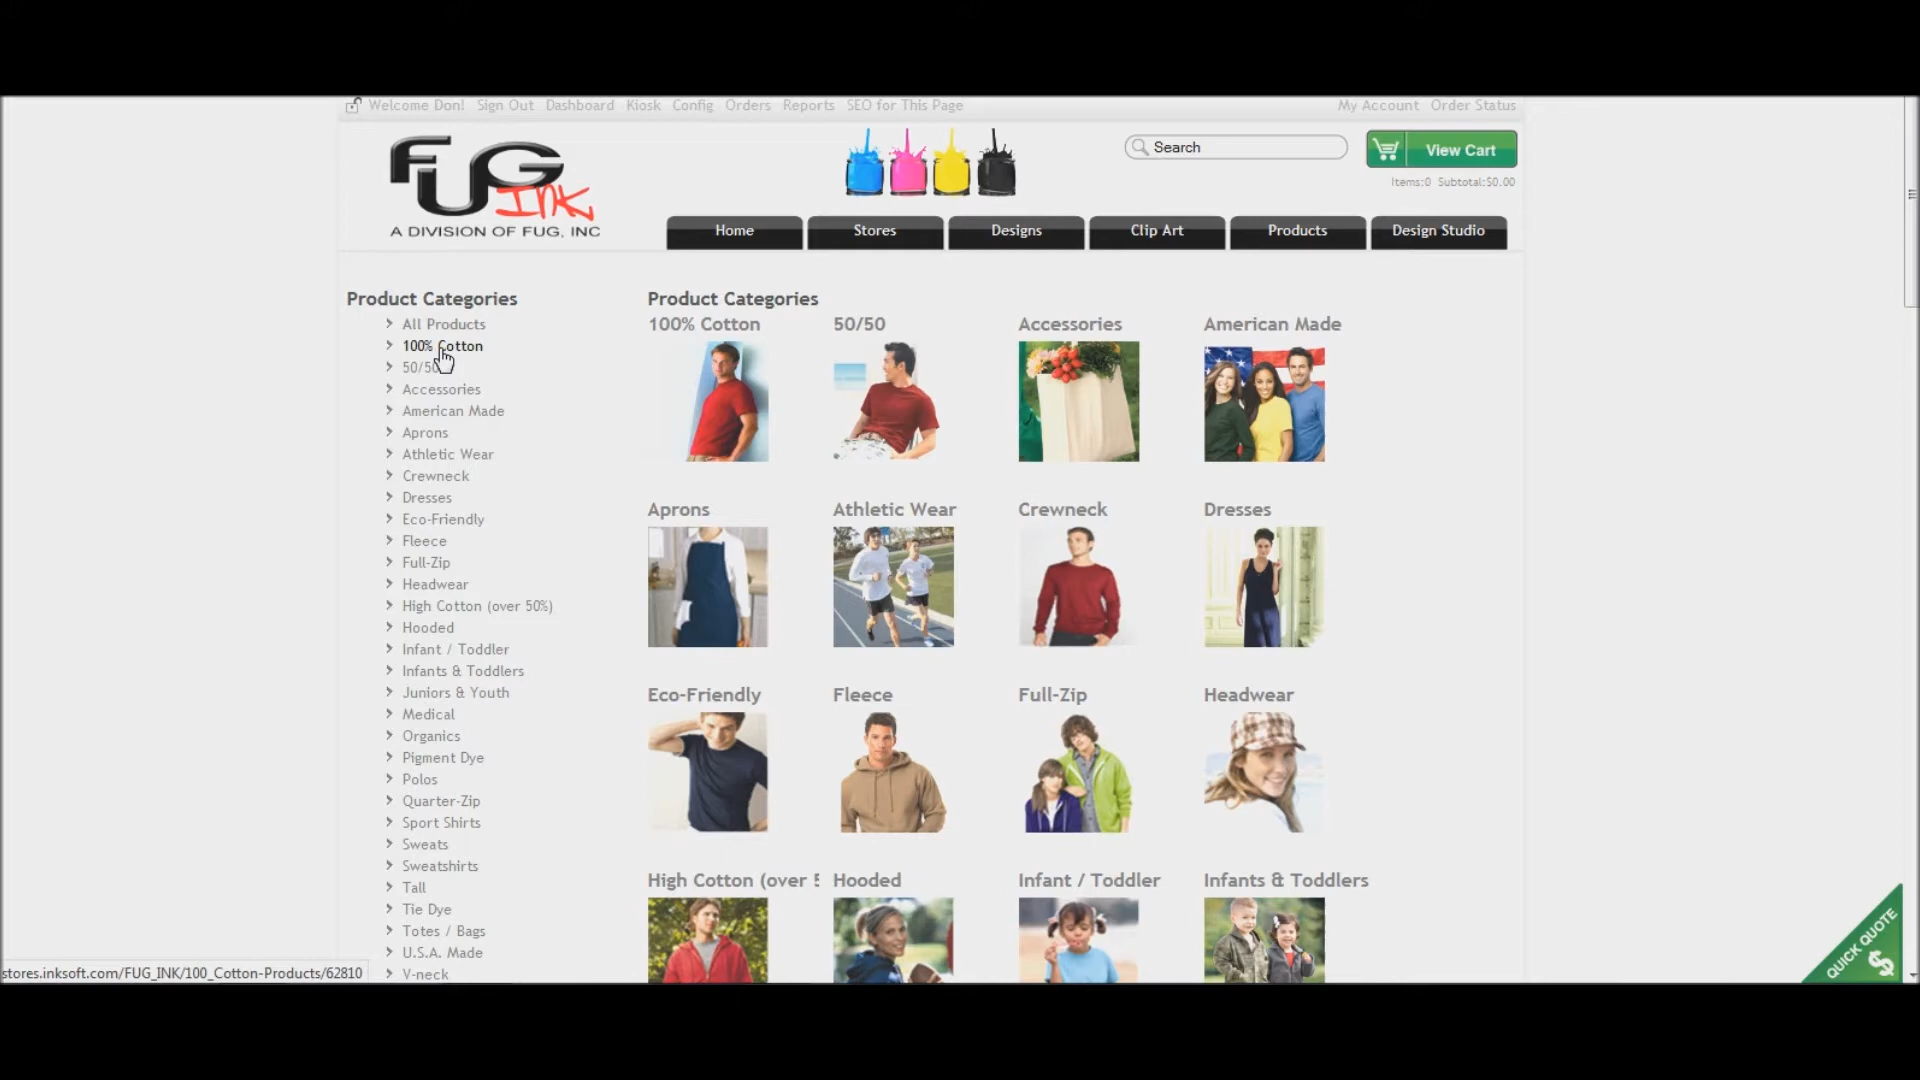 Welcome Don! Sign Out Dashboard Kiosk Config Orders Reports SEO for This Page My Account Order Status
FUG Ink
A DIVISION OF FUG, INC
Search
View Cart
Items:0 Subtotal:$0.00
Home Stores Designs Clip Art Products Design Studio
Product Categories
All Products
100% Cotton
50/50
Accessories
American Made
Aprons
Athletic Wear
Crewneck
Dresses
Eco-Friendly
Fleece
Full-Zip
Headwear
High Cotton (over 50%)
Hooded
Infant / Toddler
Infants & Toddlers
Juniors & Youth
Medical
Organics
Pigment Dye
Polos
Quarter-Zip
Sport Shirts
Sweats
Sweatshirts
Tall
Tie Dye
Totes / Bags
U.S.A. Made
V-neck
Product Categories
100% Cotton 50/50 Accessories American Made
Aprons Athletic Wear Crewneck Dresses
Eco-Friendly Fleece Full-Zip Headwear
High Cotton (over Hooded Infant / Toddler Infants & Toddlers
QUICK QUOTE
$
stores.inksoft.com/FUG_INK/100_Cotton-Products/62810